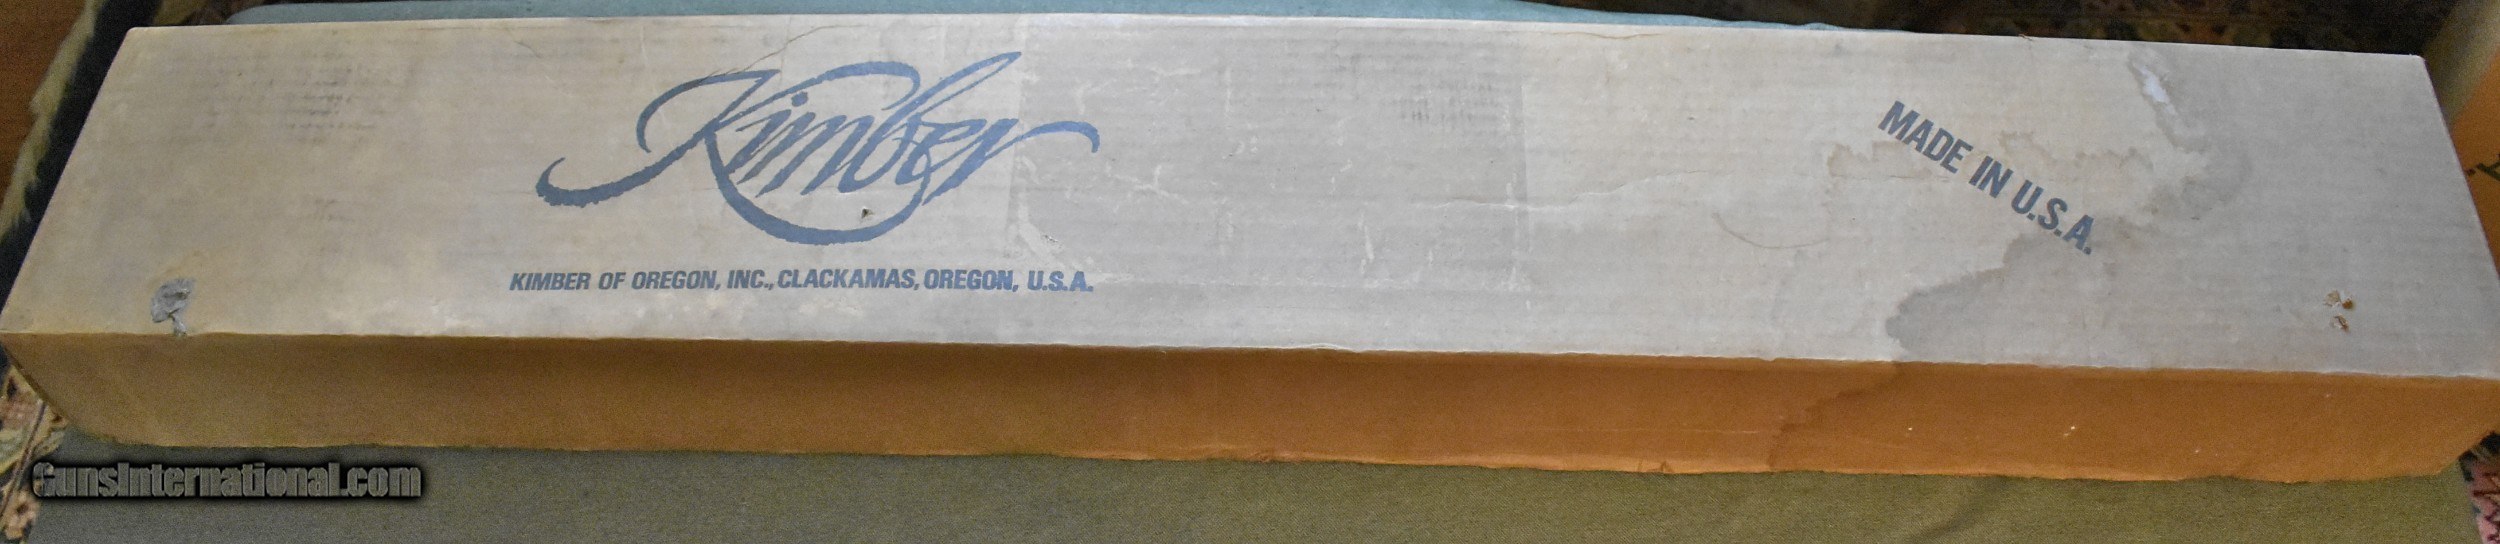 Kimber
KIMBER OF OREGON, INC., CLACKAMAS, OREGON, U.S.A.
MADE IN U.S.A.
GunsInternational.com